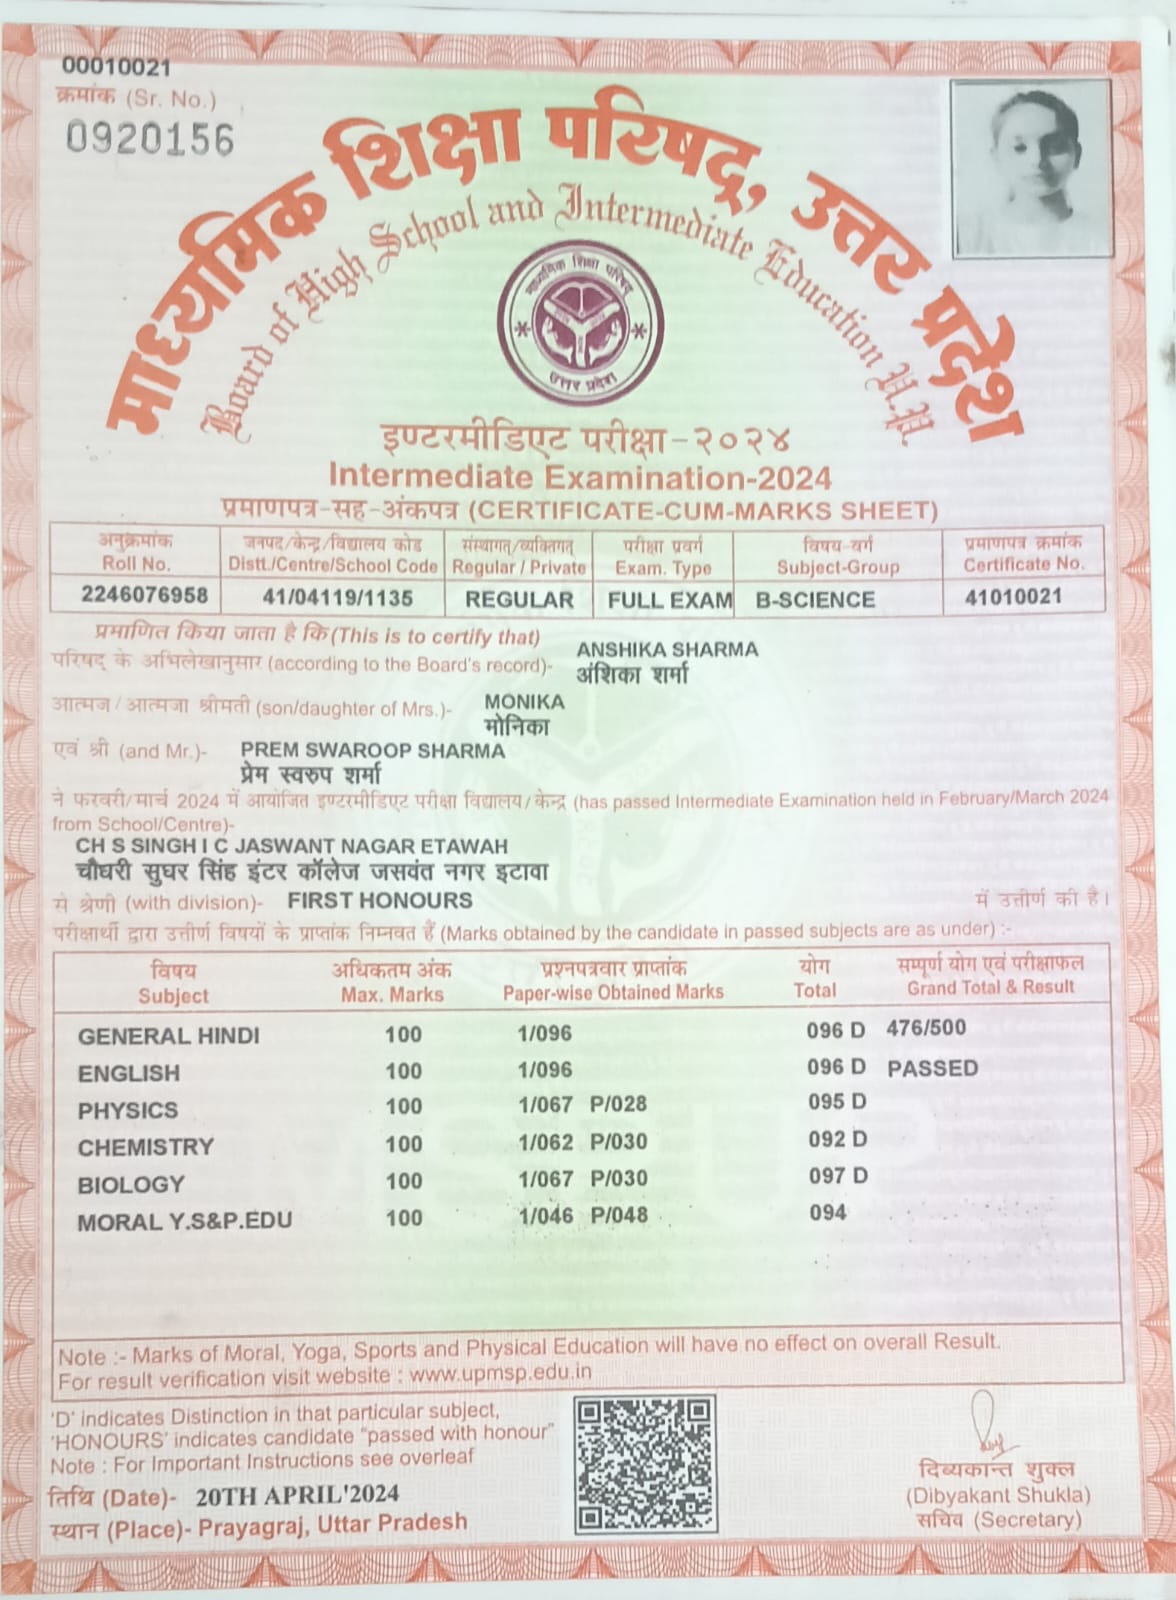 00010021
क्रमांक (Sr. No.)
0920156
माध्यमिक शिक्षा परिषद्, उत्तर प्रदेश
Board of High School and Intermediate Education U.P.
माध्यमिक शिक्षा परिषद्
उत्तर प्रदेश
इण्टरमीडिएट परीक्षा-२०२४
Intermediate Examination-2024
प्रमाणपत्र-सह-अंकपत्र (CERTIFICATE-CUM-MARKS SHEET)
अनुक्रमांक जनपद/केन्द्र/विद्यालय कोड संस्थागत/व्यक्तिगत परीक्षा प्रवर्ग विषय-वर्ग प्रमाणपत्र क्रमांक
Roll No. Distt./Centre/School Code Regular / Private Exam. Type Subject-Group Certificate No.
2246076958 41/04119/1135 REGULAR FULL EXAM B-SCIENCE 41010021
प्रमाणित किया जाता है कि(This is to certify that)
परिषद् के अभिलेखानुसार (according to the Board's record)- ANSHIKA SHARMA
अंशिका शर्मा
आत्मज/आत्मजा श्रीमती (son/daughter of Mrs.)- MONIKA
मोनिका
एवं श्री (and Mr.)- PREM SWAROOP SHARMA
प्रेम स्वरुप शर्मा
ने फरवरी/मार्च 2024 में आयोजित इण्टरमीडिएट परीक्षा विद्यालय/केन्द्र (has passed Intermediate Examination held in February/March 2024
from School/Centre)-
CH S SINGH I C JASWANT NAGAR ETAWAH
चौधरी सुघर सिंह इंटर कॉलेज जसवंत नगर इटावा
से श्रेणी (with division)- FIRST HONOURS में उत्तीर्ण की है।
परीक्षार्थी द्वारा उत्तीर्ण विषयों के प्राप्तांक निम्नवत हैं (Marks obtained by the candidate in passed subjects are as under) :-
विषय अधिकतम अंक प्रश्नपत्रवार प्राप्तांक योग सम्पूर्ण योग एवं परीक्षाफल
Subject Max. Marks Paper-wise Obtained Marks Total Grand Total & Result
GENERAL HINDI 100 1/096 096 D 476/500
ENGLISH 100 1/096 096 D PASSED
PHYSICS 100 1/067 P/028 095 D
CHEMISTRY 100 1/062 P/030 092 D
BIOLOGY 100 1/067 P/030 097 D
MORAL Y.S&P.EDU 100 1/046 P/048 094
Note :- Marks of Moral, Yoga, Sports and Physical Education will have no effect on overall Result.
For result verification visit website : www.upmsp.edu.in
'D' indicates Distinction in that particular subject,
'HONOURS' indicates candidate "passed with honour"
Note : For Important Instructions see overleaf
तिथि (Date)- 20TH APRIL'2024
स्थान (Place)- Prayagraj, Uttar Pradesh
दिब्यकान्त शुक्ल
(Dibyakant Shukla)
सचिव (Secretary)